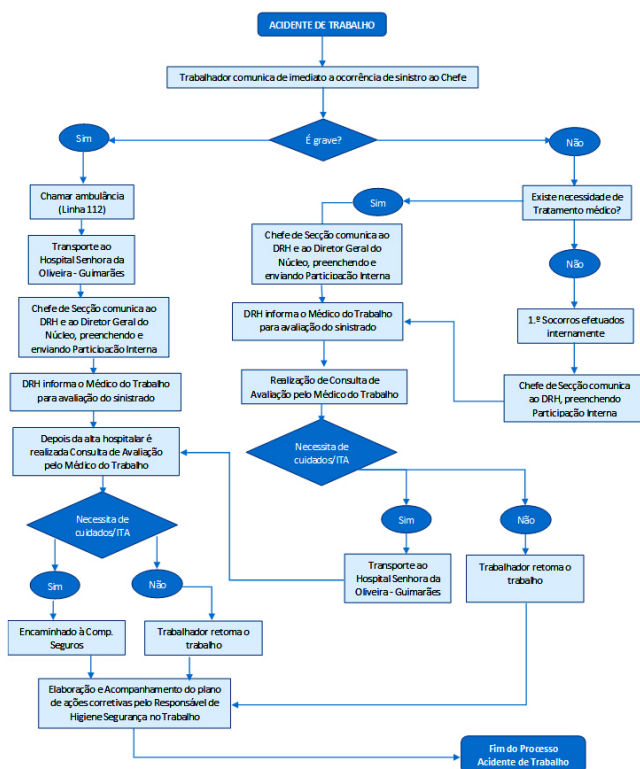 ACIDENTE DE TRABALHO
Trabalhador comunica de imediato a ocorrência de sinistro ao Chefe
É grave?
Sim
Não
Chamar ambulância
(Linha 112)
Sim
Existe necessidade de
Tratamento médico?
Transporte ao
Hospital Senhora da
Oliveira - Guimarães
Chefe de Secção comunica ao
DRH e ao Diretor Geral do
Núcleo, preenchendo e
enviando Participação Interna
Não
Chefe de Secção comunica ao
DRH e ao Diretor Geral do
Núcleo, preenchendo e
enviando Participação Interna
DRH informa o Médico do Trabalho
para avaliação do sinistrado
1.º Socorros efetuados
internamente
DRH informa o Médico do Trabalho
para avaliação do sinistrado
Realização de Consulta de
Avaliação pelo Médico do Trabalho
Chefe de Secção comunica
ao DRH, preenchendo
Participação Interna
Depois da alta hospitalar é
realizada Consulta de Avaliação
pelo Médico do Trabalho
Necessita de
cuidados/ITA
Necessita de
cuidados/ITA
Sim
Não
Sim
Não
Transporte ao
Hospital Senhora da
Oliveira - Guimarães
Trabalhador retoma o
trabalho
Encaminhado à Comp.
Seguros
Trabalhador retoma o
trabalho
Elaboração e Acompanhamento do plano
de ações corretivas pelo Responsável de
Higiene Segurança no Trabalho
Fim do Processo
Acidente de Trabalho